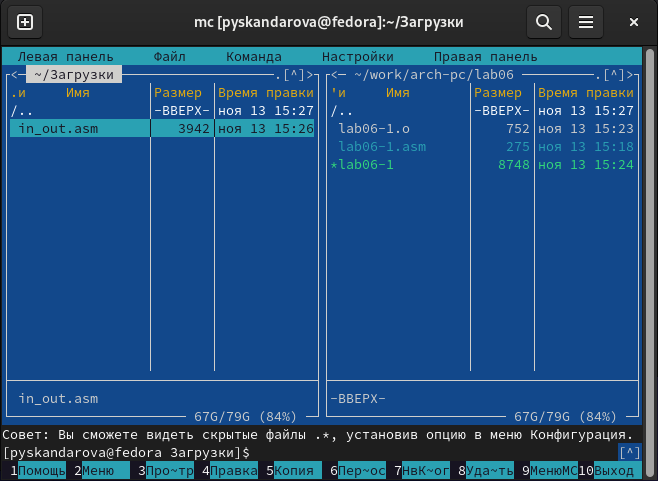 mc [pyskandarova@fedora]:~/Загрузки
Левая панель Файл Команда Настройки Правая панель
<─ ~/Загрузки .[^]> <─ ~/work/arch-pc/lab06 .[^]>
.и Имя Размер Время правки 'и Имя Размер Время правки
/.. -ВВЕРХ- ноя 13 15:27 /.. -ВВЕРХ- ноя 13 15:27
in_out.asm 3942 ноя 13 15:26 lab06-1.o 752 ноя 13 15:23
lab06-1.asm 275 ноя 13 15:18
*lab06-1 8748 ноя 13 15:24
in_out.asm -ВВЕРХ-
67G/79G (84%) 67G/79G (84%)
Совет: Вы сможете видеть скрытые файлы .*, установив опцию в меню Конфигурация.
[pyskandarova@fedora Загрузки]$ [^]
1Помощь 2Меню 3Про~тр 4Правка 5Копия 6Пер~ос 7НвК~ог 8Уда~ть 9МенюМС 10Выход